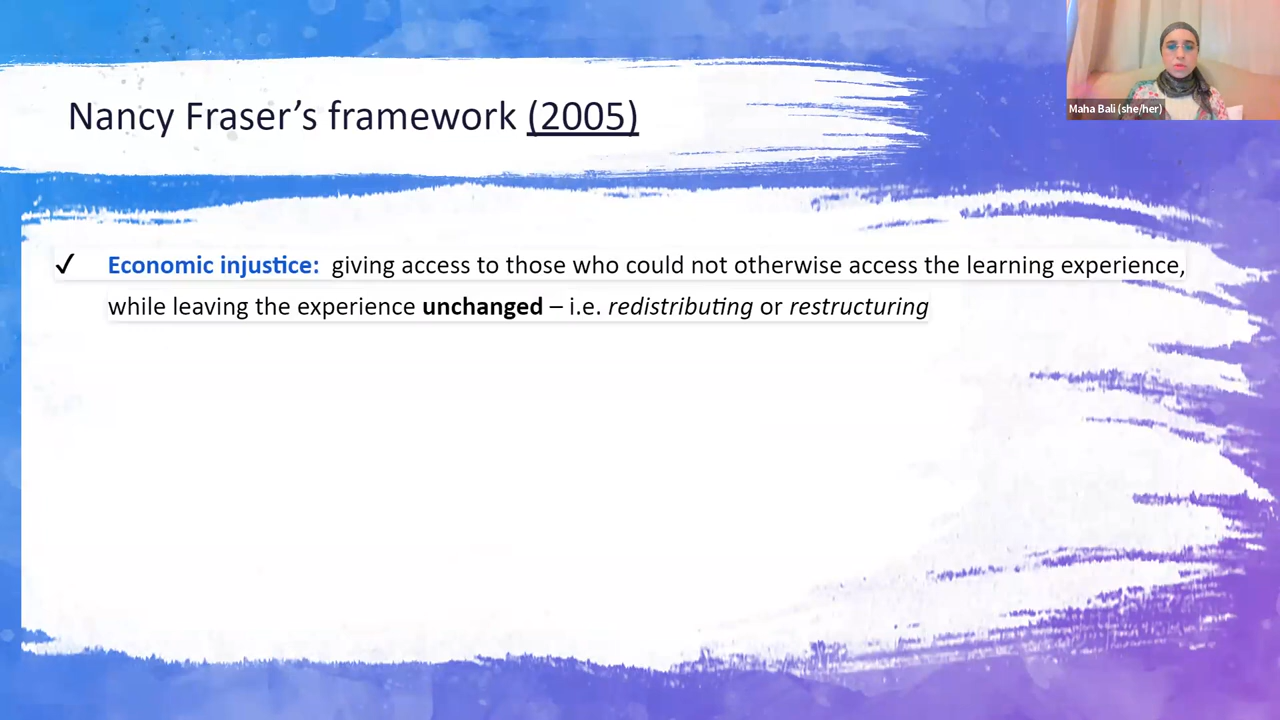 Maha Bali (she/her)
Nancy Fraser’s framework (2005)
✓ Economic injustice: giving access to those who could not otherwise access the learning experience,
while leaving the experience unchanged – i.e. redistributing or restructuring